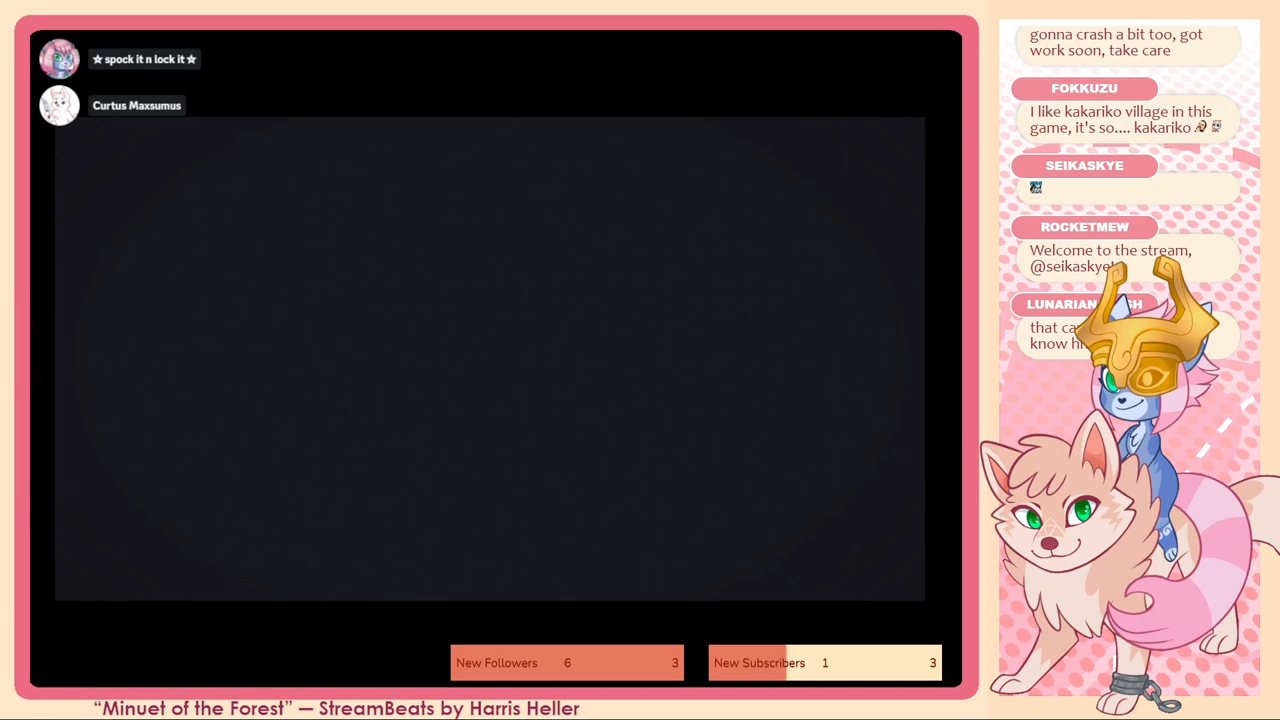 ★ spock it n lock it ★
Curtus Maxsumus
New Followers 6 3
New Subscribers 1 3
“Minuet of the Forest” — StreamBeats by Harris Heller
gonna crash a bit too, got
work soon, take care
FOKKUZU
I like kakariko village in this
game, it's so.... kakariko
SEIKASKYE
ROCKETMEW
Welcome to the stream,
@seikaskye!
that
know